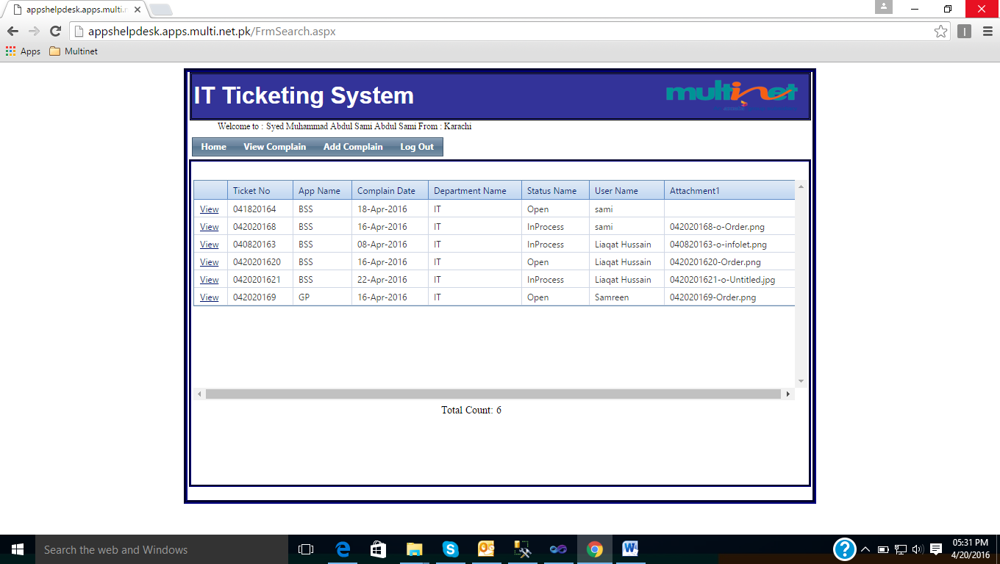 appshelpdesk.apps.multi.n
appshelpdesk.apps.multi.net.pk/FrmSearch.aspx
Apps Multinet
IT Ticketing System multinet
Welcome to : Syed Muhammad Abdul Sami Abdul Sami From : Karachi
Home View Complain Add Complain Log Out
Ticket No App Name Complain Date Department Name Status Name User Name Attachment1
View 041820164 BSS 18-Apr-2016 IT Open sami
View 042020168 BSS 16-Apr-2016 IT InProcess sami 042020168-o-Order.png
View 040820163 BSS 08-Apr-2016 IT InProcess Liaqat Hussain 040820163-o-infolet.png
View 0420201620 BSS 16-Apr-2016 IT Open Liaqat Hussain 0420201620-Order.png
View 0420201621 BSS 22-Apr-2016 IT InProcess Liaqat Hussain 0420201621-o-Untitled.jpg
View 042020169 GP 16-Apr-2016 IT Open Samreen 042020169-Order.png
Total Count: 6
Search the web and Windows
05:31 PM
4/20/2016